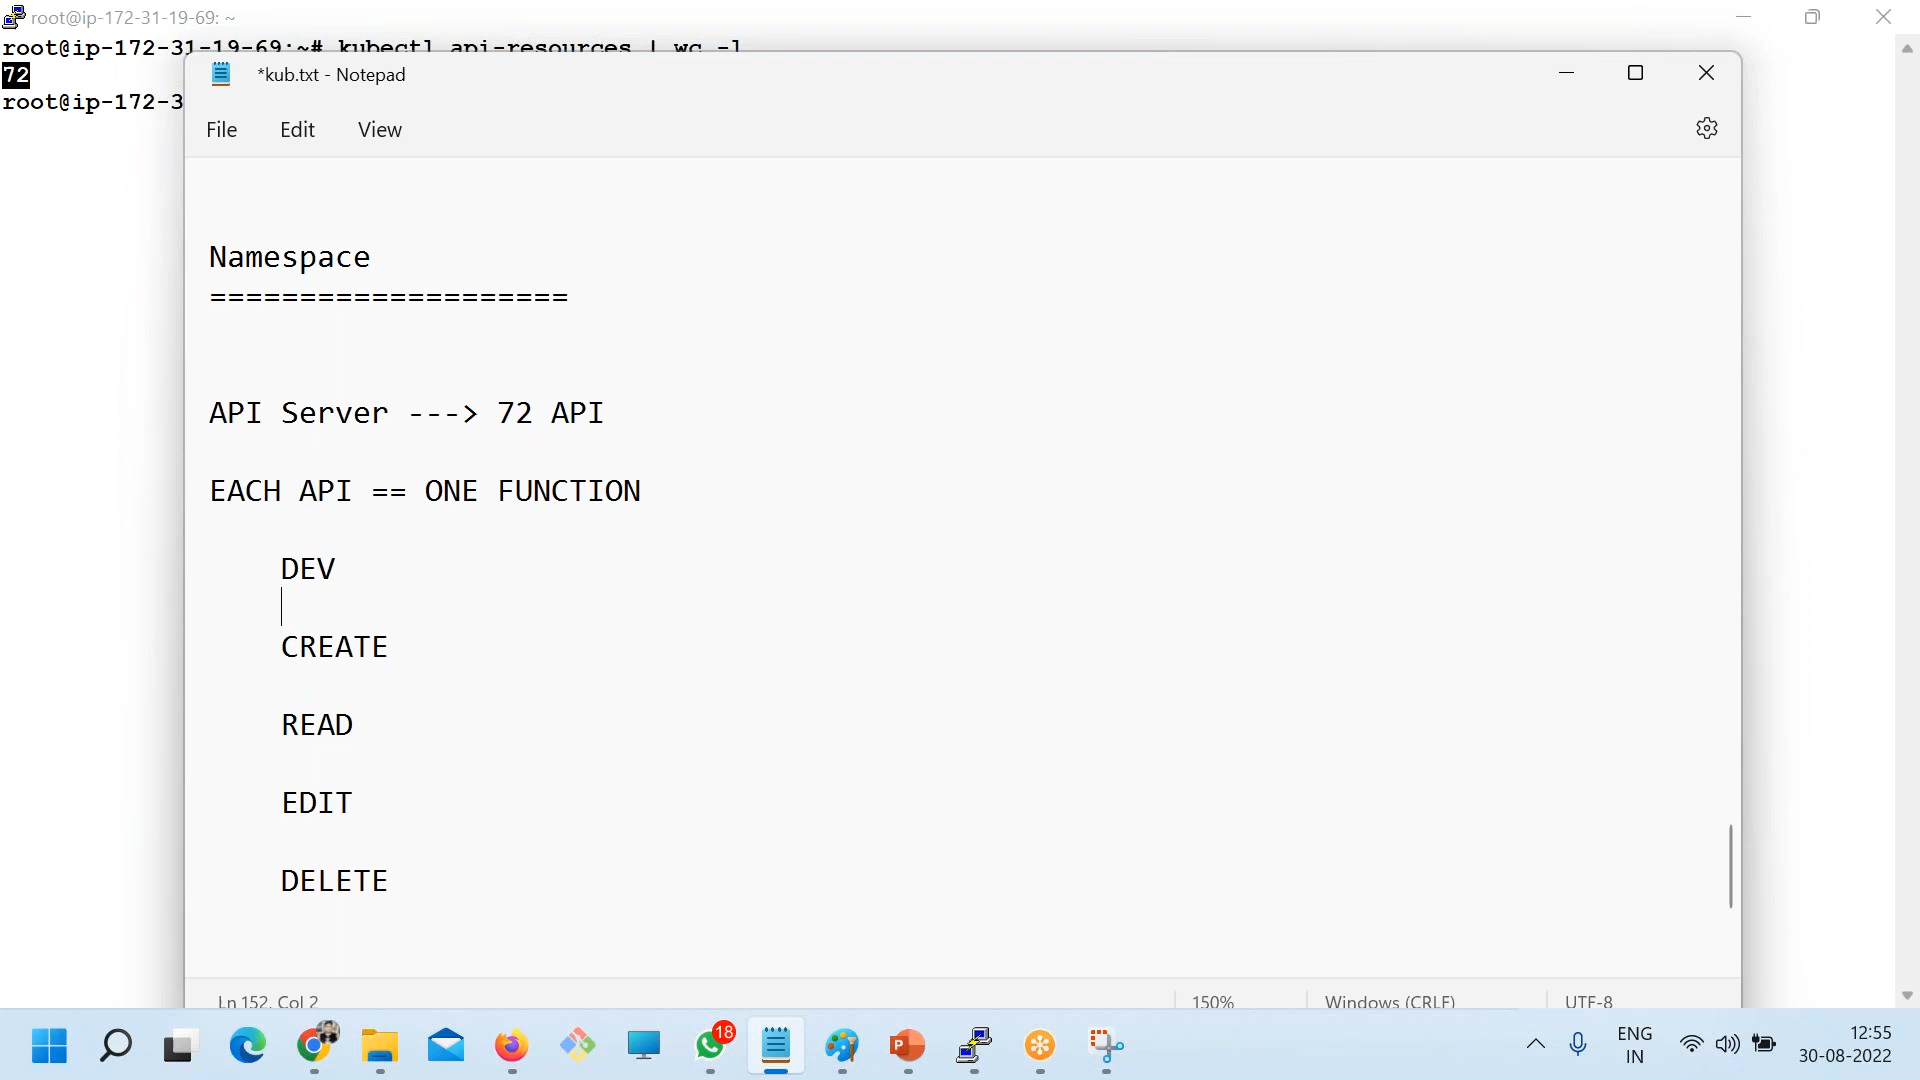 root@ip-172-31-19-69: ~
root@ip-172-31-19-69:~# kubectl api-resources | wc -l
72
root@ip-172-3
*kub.txt - Notepad
File Edit View
Namespace
====================
API Server ---> 72 API
EACH API == ONE FUNCTION
DEV
CREATE
READ
EDIT
DELETE
Ln 152, Col 2 150% Windows (CRLF) UTF-8
18
ENG
IN
12:55
30-08-2022